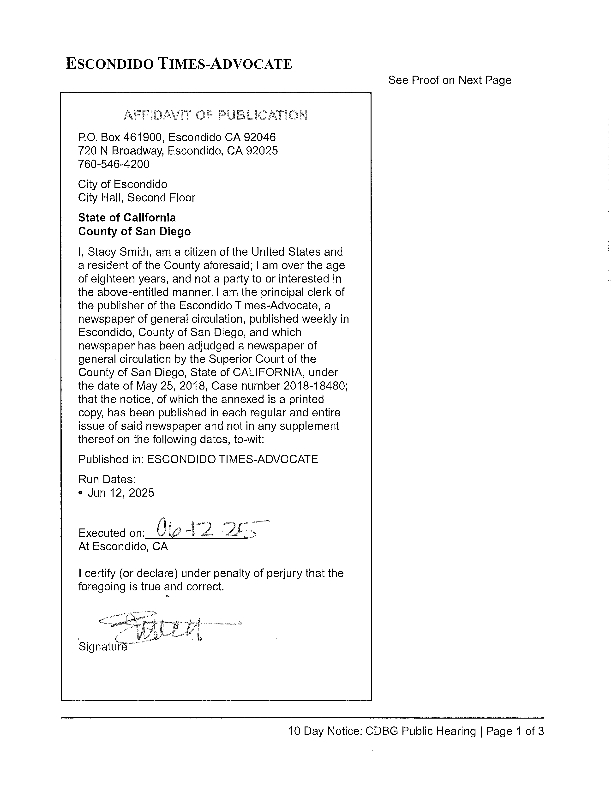 ESCONDIDO TIMES-ADVOCATE
See Proof on Next Page
AFFIDAVIT OF PUBLICATION
P.O. Box 461900, Escondido CA 92046
720 N Broadway, Escondido, CA 92025
760-546-4200
City of Escondido
City Hall, Second Floor
State of California
County of San Diego
I, Stacy Smith, am a citizen of the United States and
a resident of the County aforesaid; I am over the age
of eighteen years, and not a party to or interested in
the above-entitled manner. I am the principal clerk of
the publisher of the Escondido Times-Advocate, a
newspaper of general circulation, published weekly in
Escondido, County of San Diego, and which
newspaper has been adjudged a newspaper of
general circulation by the Superior Court of the
County of San Diego, State of CALIFORNIA, under
the date of May 25, 2018, Case number 2018-18480;
that the notice, of which the annexed is a printed
copy, has been published in each regular and entire
issue of said newspaper and not in any supplement
thereof on the following dates, to-wit:
Published in: ESCONDIDO TIMES-ADVOCATE
Run Dates:
• Jun 12, 2025
Executed on:
At Escondido, CA
I certify (or declare) under penalty of perjury that the
foregoing is true and correct.
Signature
10 Day Notice: CDBG Public Hearing | Page 1 of 3